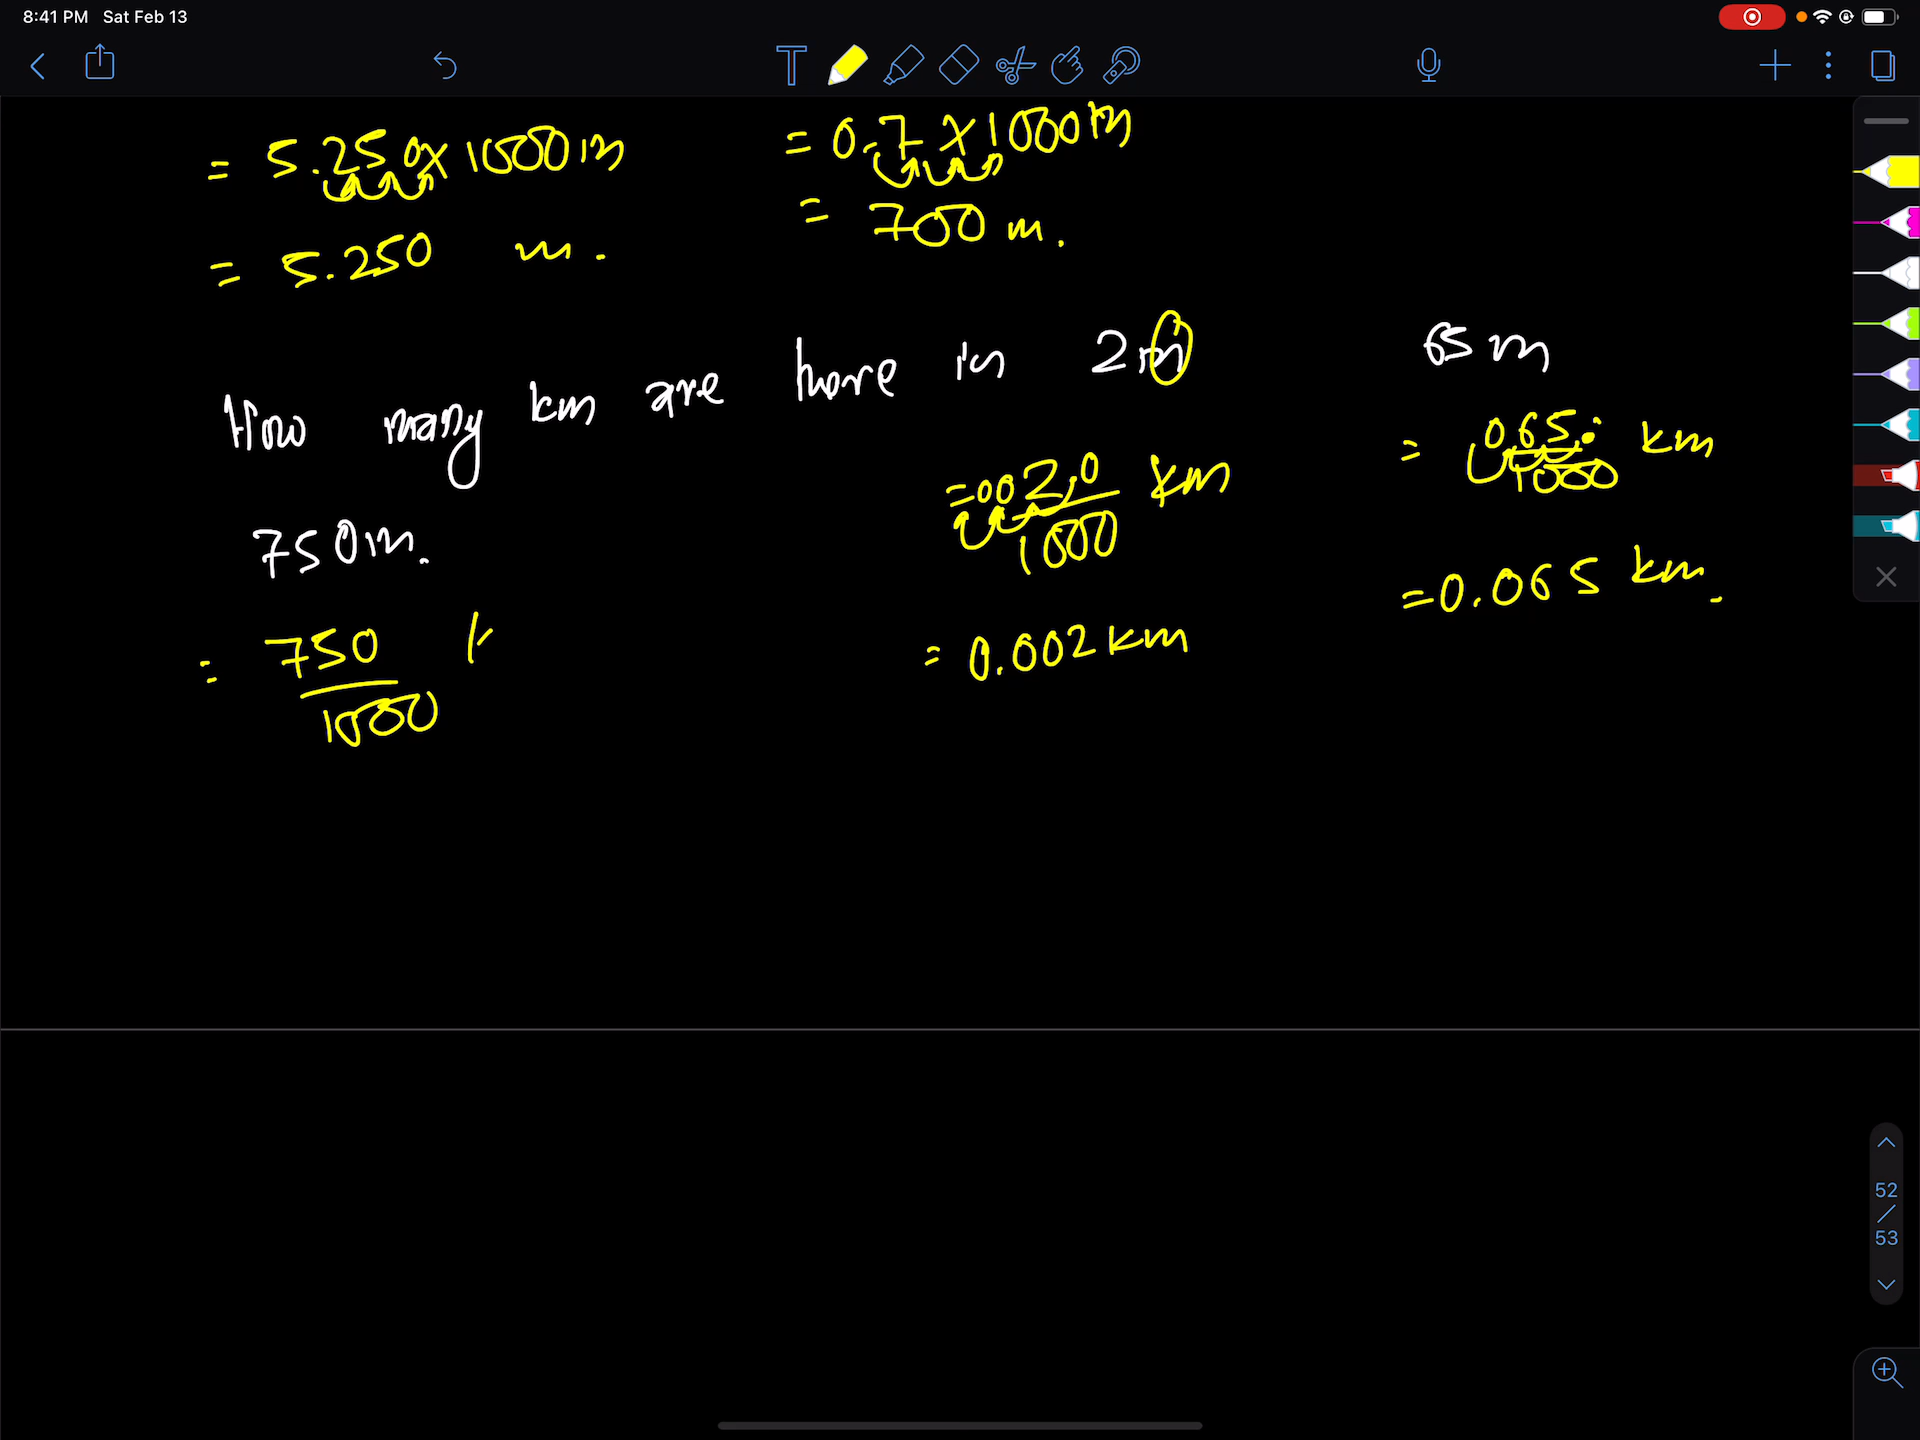 8:41 PM Sat Feb 13
= 5.250 × 1000 m
= 5.250 m.
= 0.7 × 1000 m
= 700 m.
How many km are there in 2m
= 002.0/1000 km
= 0.002 km
65 m
= 065./1000 km
= 0.065 km.
750m.
= 750/1000 k
52
/
53